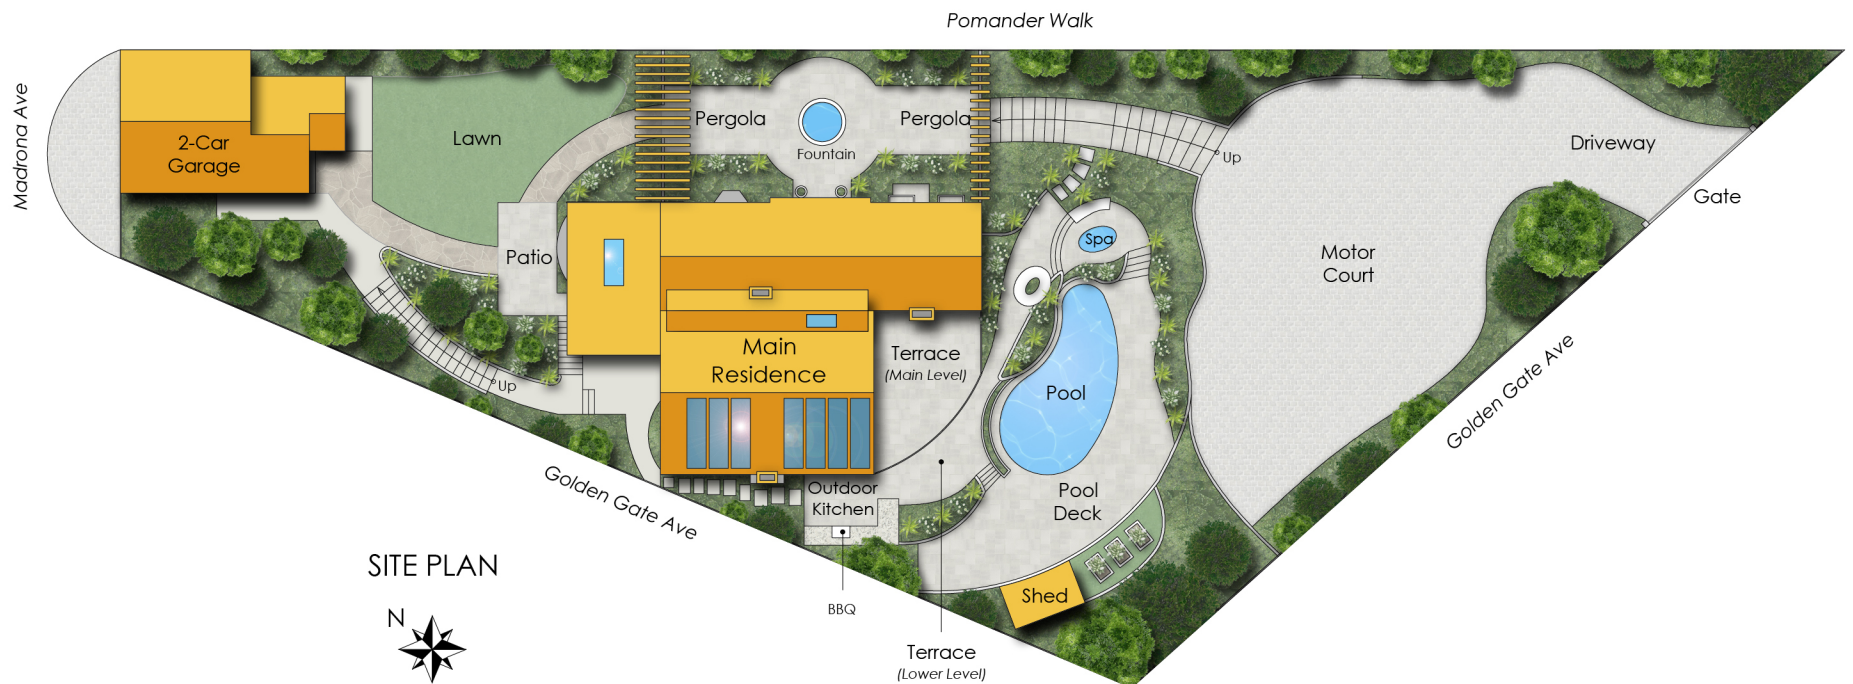 Pomander Walk
Madrona Ave
2-Car
Garage
Lawn
Pergola
Fountain
Pergola
Up
Driveway
Gate
Patio
Spa
Motor
Court
Main
Residence
Terrace
(Main Level)
Pool
Up
Golden Gate Ave
Golden Gate Ave
Outdoor
Kitchen
Pool
Deck
SITE PLAN
N
BBQ
Shed
Terrace
(Lower Level)